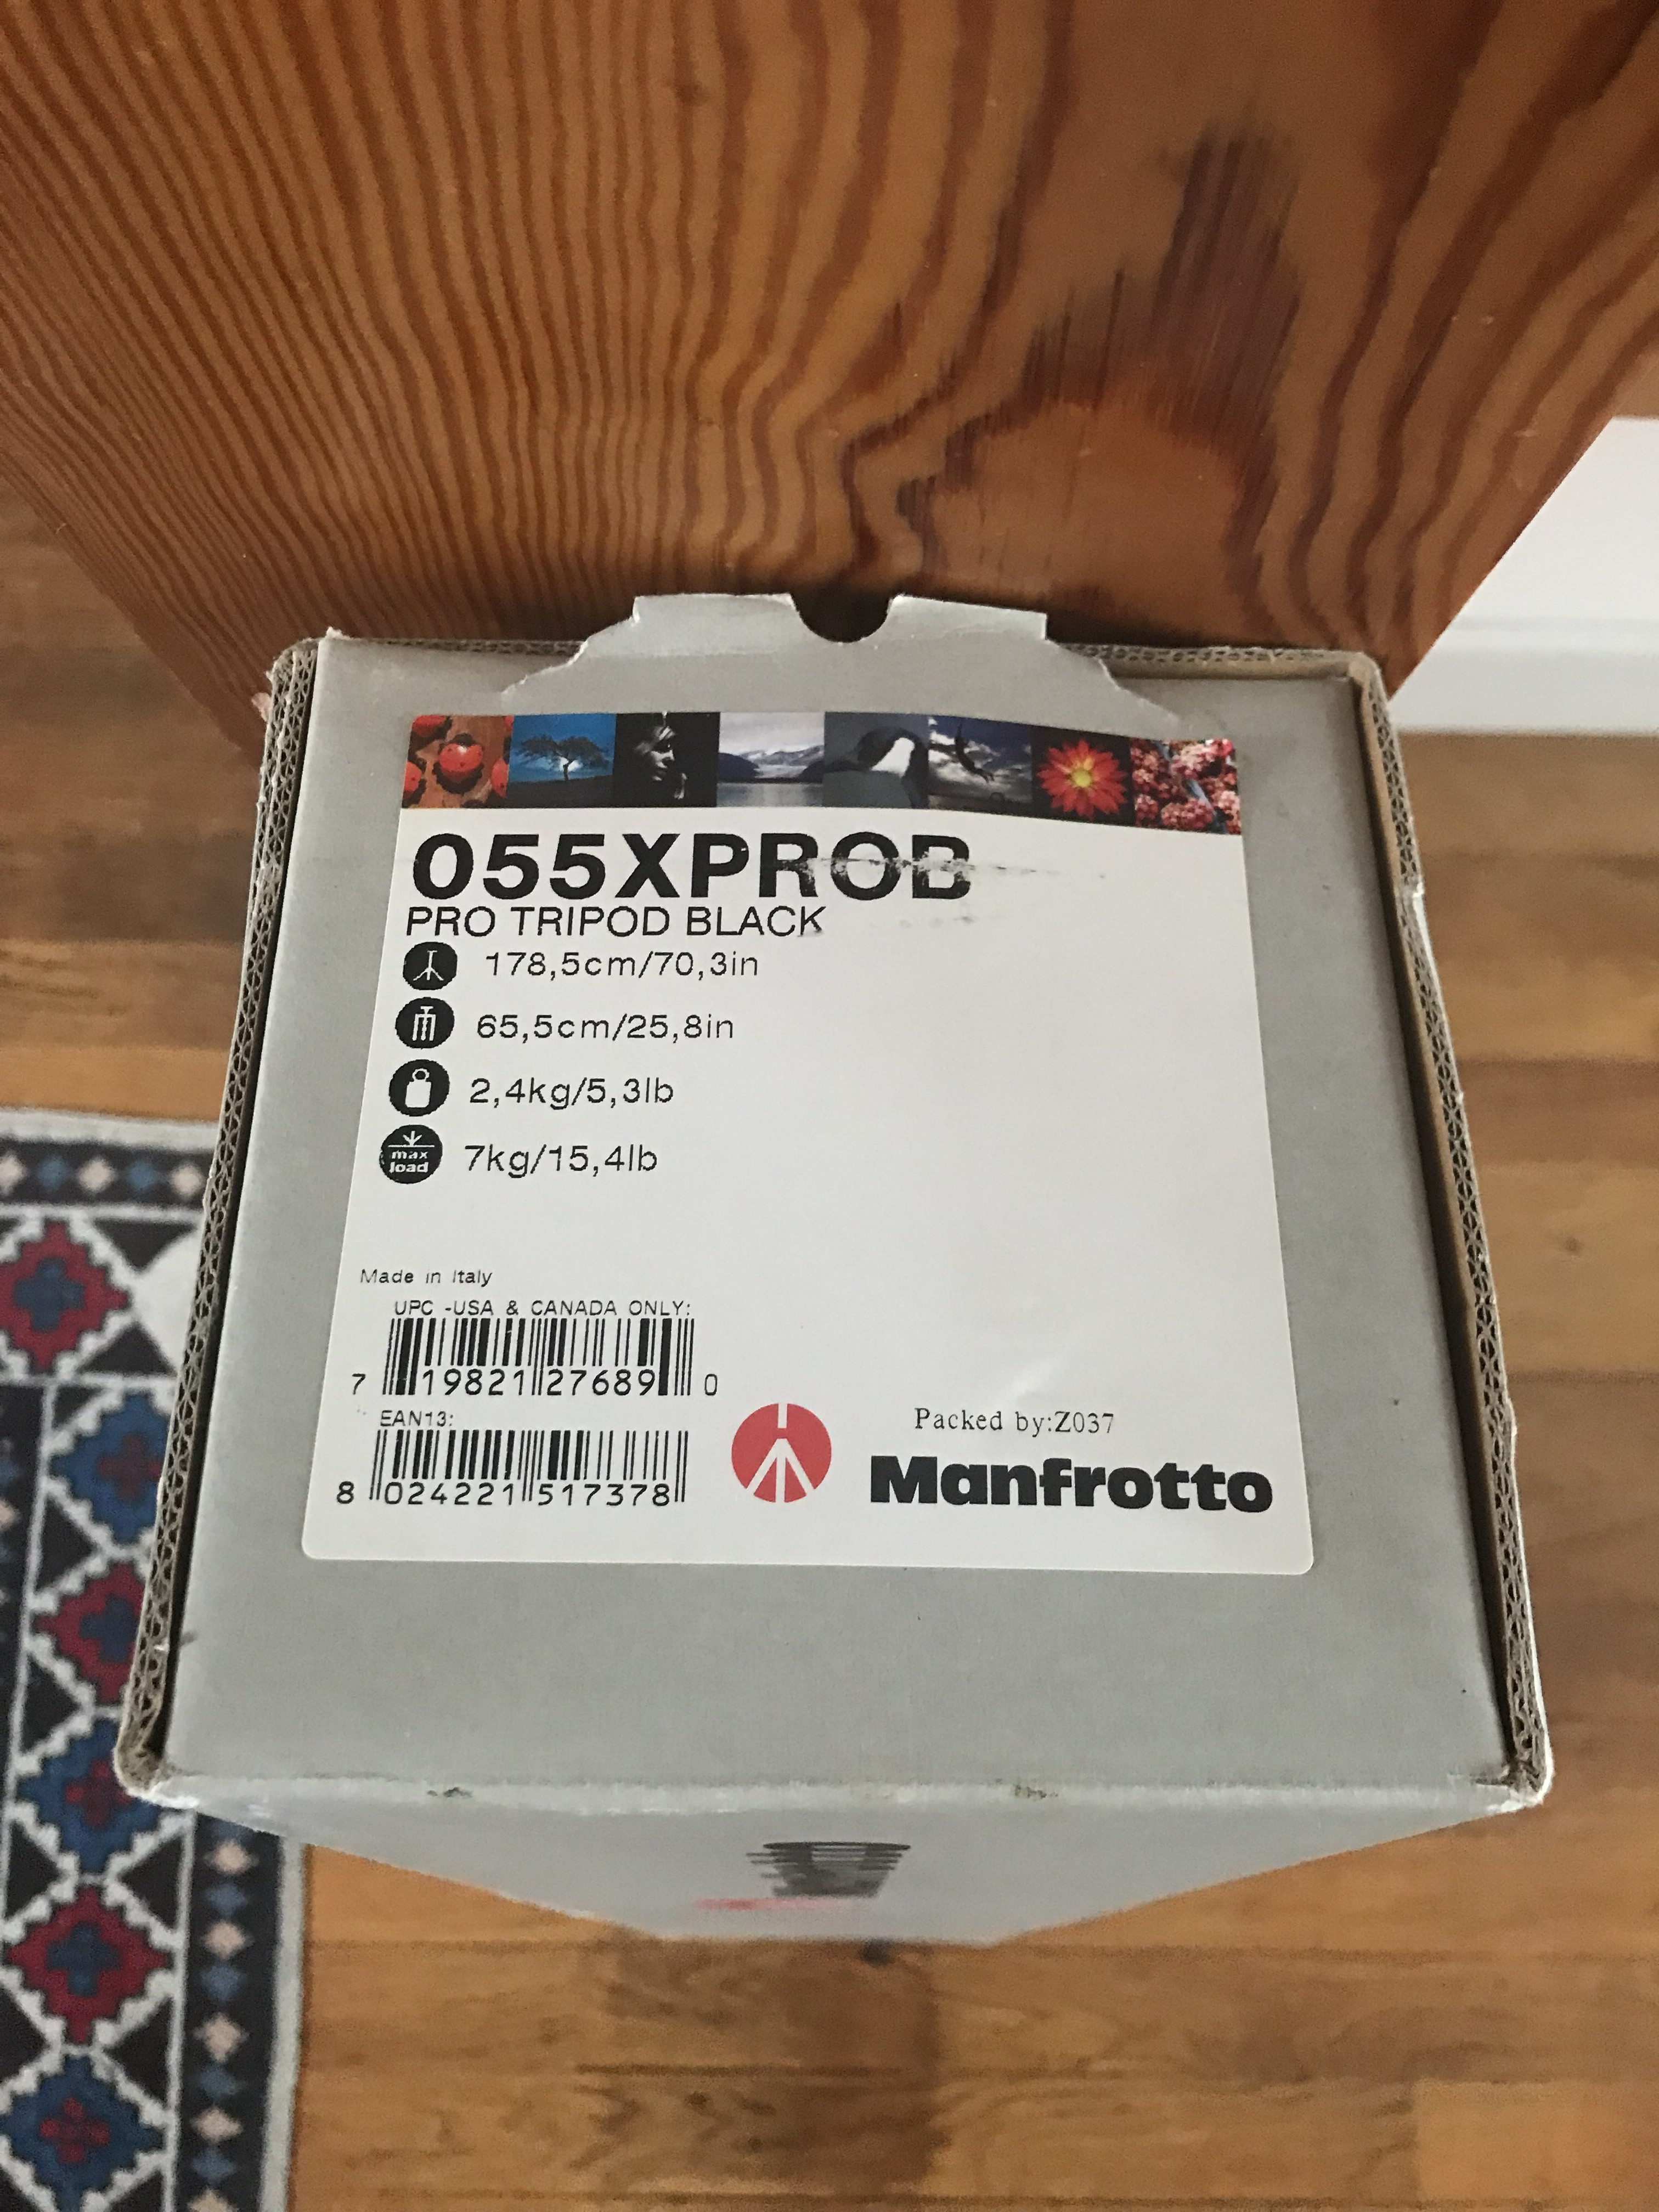 055XPROB
PRO TRIPOD BLACK
178,5cm/70,3in
65,5cm/25,8in
2,4kg/5,3lb
max load
7kg/15,4lb
Made in Italy
UPC -USA & CANADA ONLY:
7 19821 27689 0
EAN13:
8 024221 517378
Packed by:Z037
Manfrotto